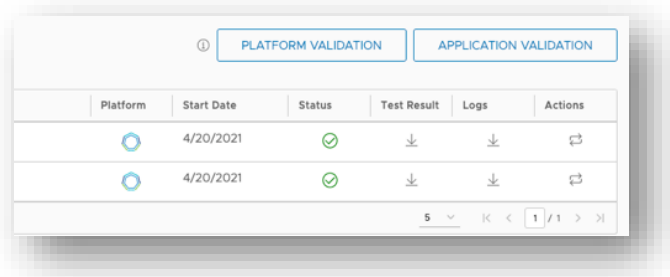 PLATFORM VALIDATION APPLICATION VALIDATION
Platform Start Date Status Test Result Logs Actions
4/20/2021
4/20/2021
5 1 / 1